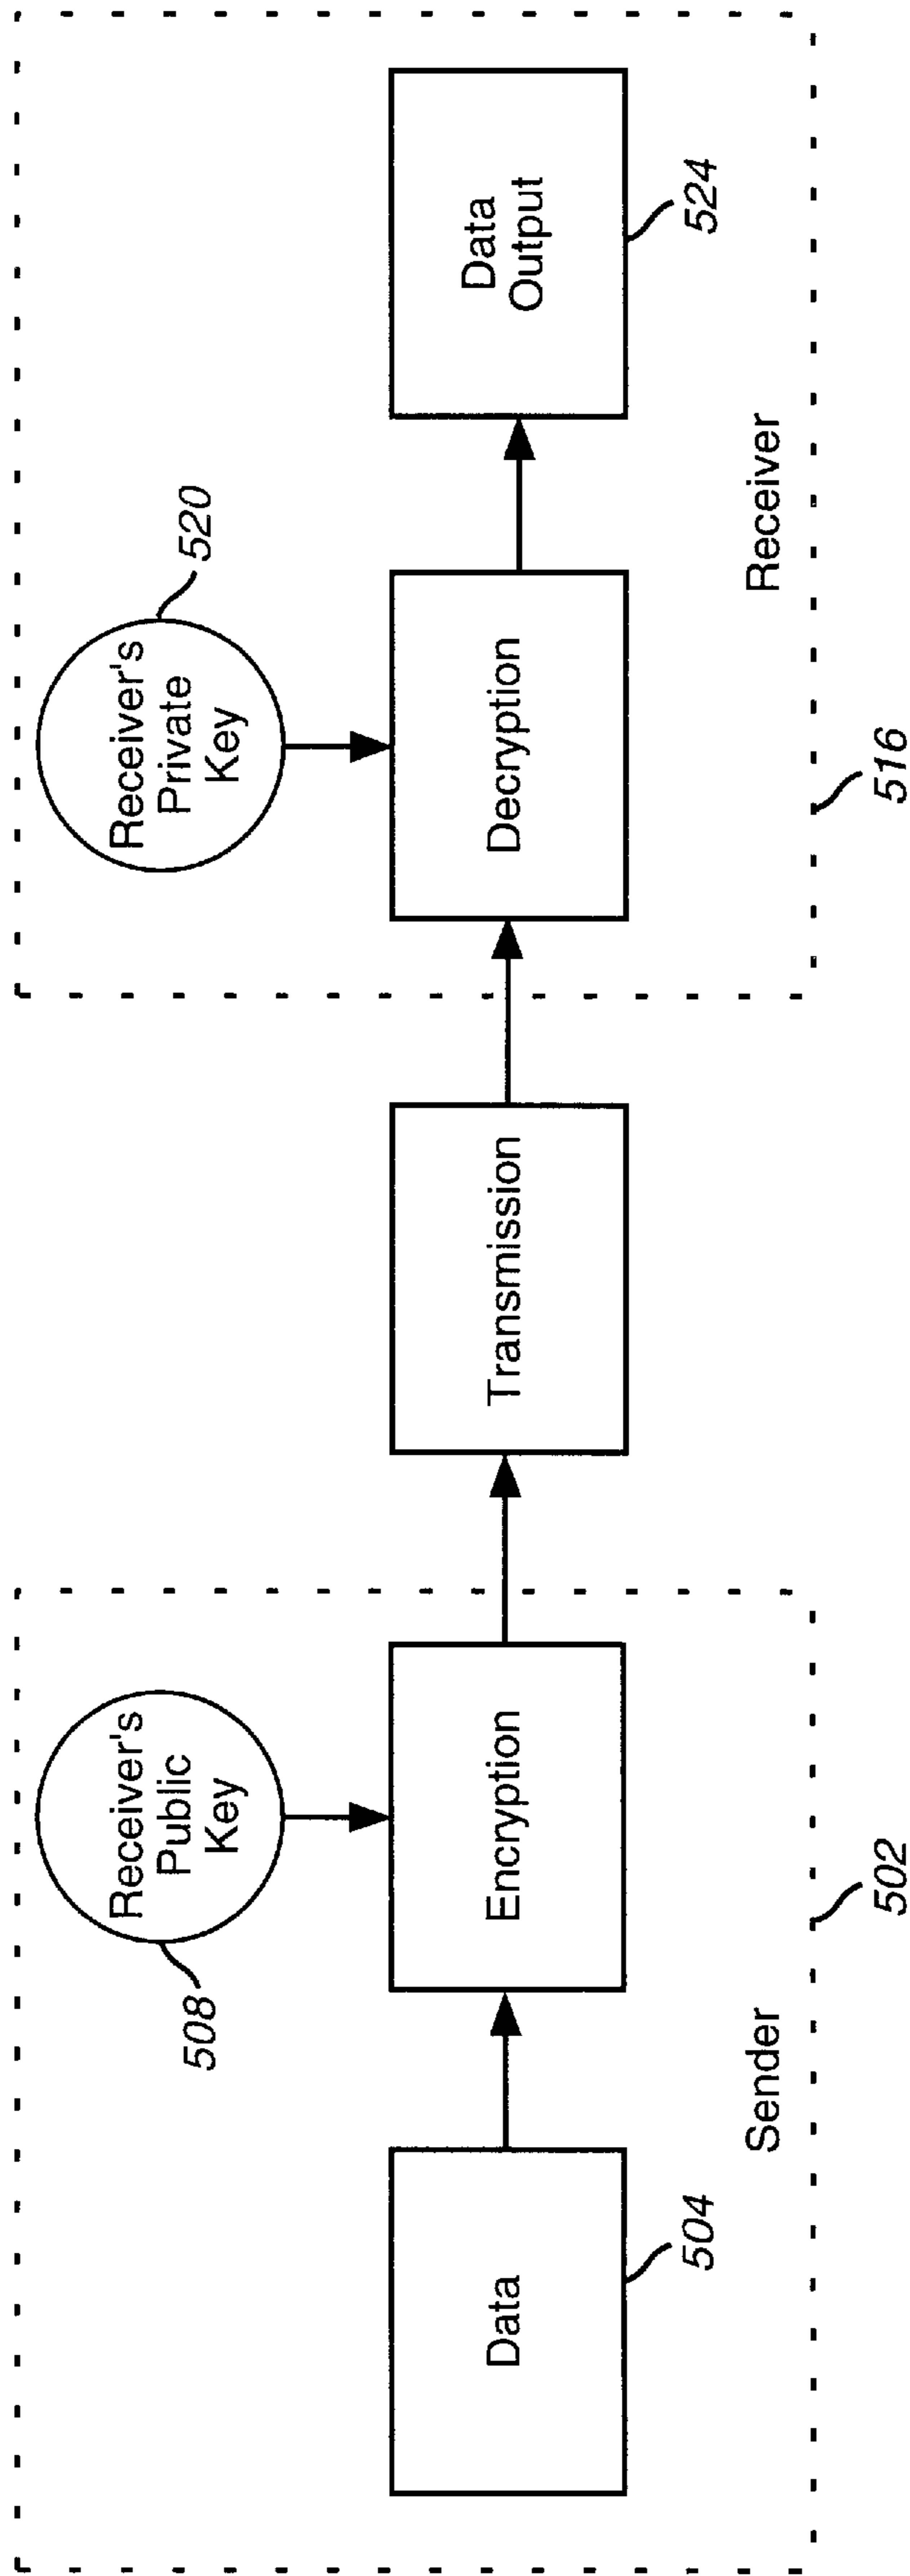 Receiver's
Public
Key
508
Data
504
Encryption
Sender
502
Transmission
Receiver's
Private
Key
520
Decryption
Data
Output
524
Receiver
516